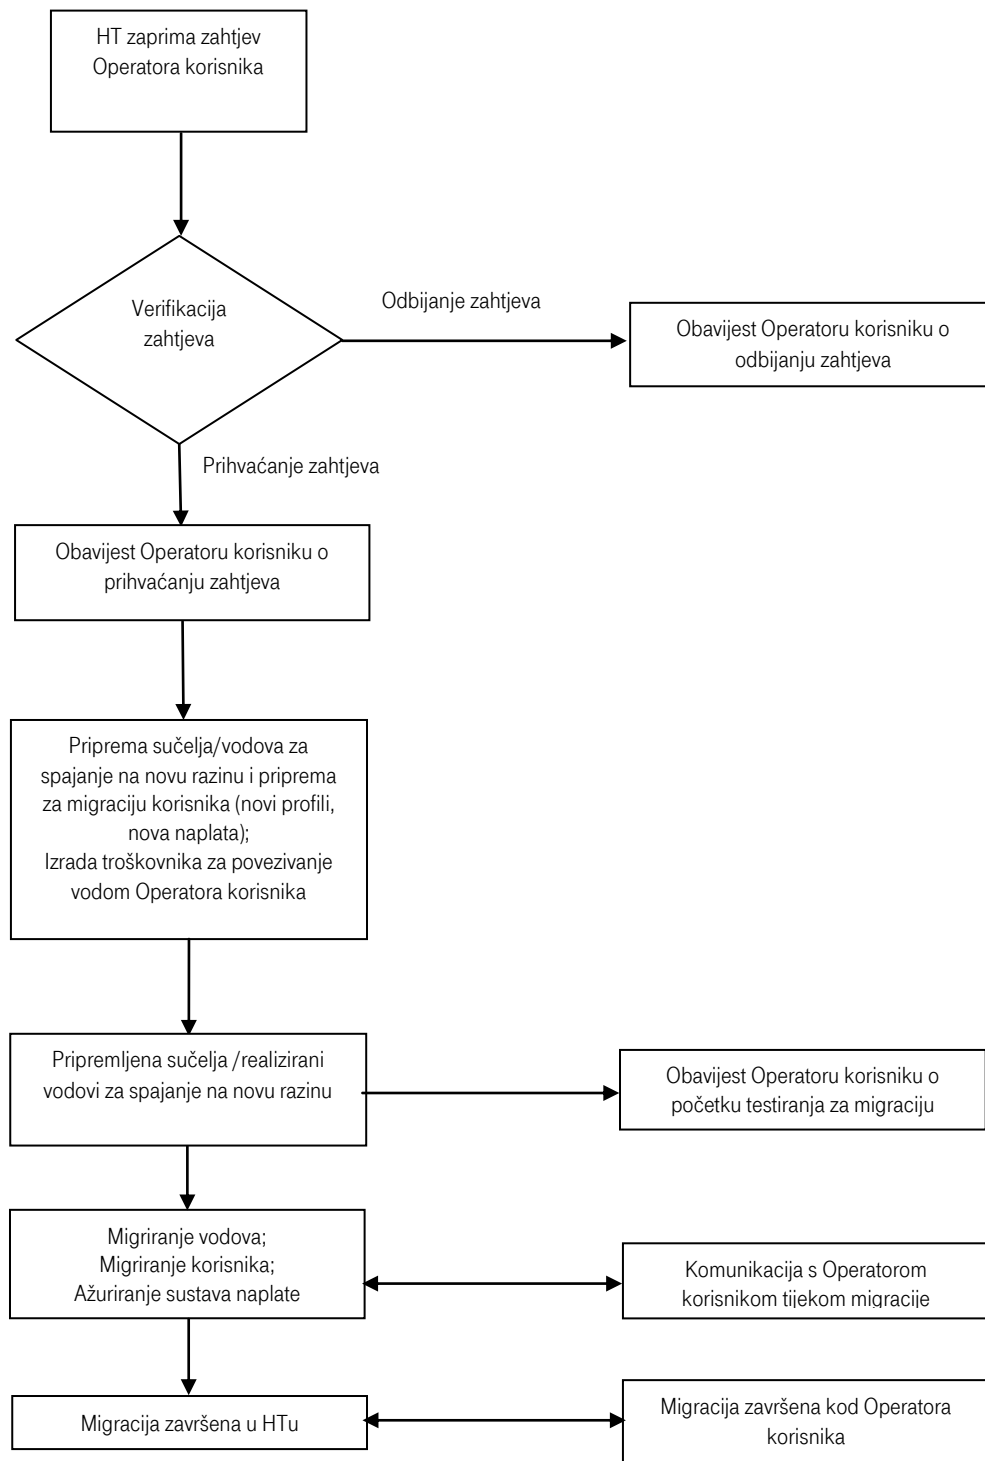 HT zaprima zahtjev
Operatora korisnika
Verifikacija
zahtjeva
Odbijanje zahtjeva
Obavijest Operatoru korisniku o
odbijanju zahtjeva
Prihvaćanje zahtjeva
Obavijest Operatoru korisniku o
prihvaćanju zahtjeva
Priprema sučelja/vodova za
spajanje na novu razinu i priprema
za migraciju korisnika (novi profili,
nova naplata);
Izrada troškovnika za povezivanje
vodom Operatora korisnika
Pripremljena sučelja /realizirani
vodovi za spajanje na novu razinu
Obavijest Operatoru korisniku o
početku testiranja za migraciju
Migriranje vodova;
Migriranje korisnika;
Ažuriranje sustava naplate
Komunikacija s Operatorom
korisnikom tijekom migracije
Migracija završena u HTu
Migracija završena kod Operatora
korisnika